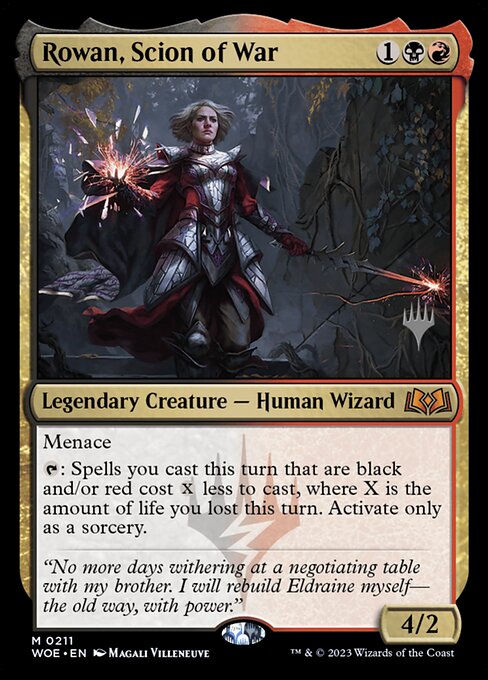 Rowan, Scion of War 1
Legendary Creature — Human Wizard
Menace
: Spells you cast this turn that are black
and/or red cost X less to cast, where X is the
amount of life you lost this turn. Activate only
as a sorcery.
“No more days withering at a negotiating table
with my brother. I will rebuild Eldraine myself—
the old way, with power.”
4/2
M 0211
WOE • EN Magali Villeneuve
™ & © 2023 Wizards of the Coast